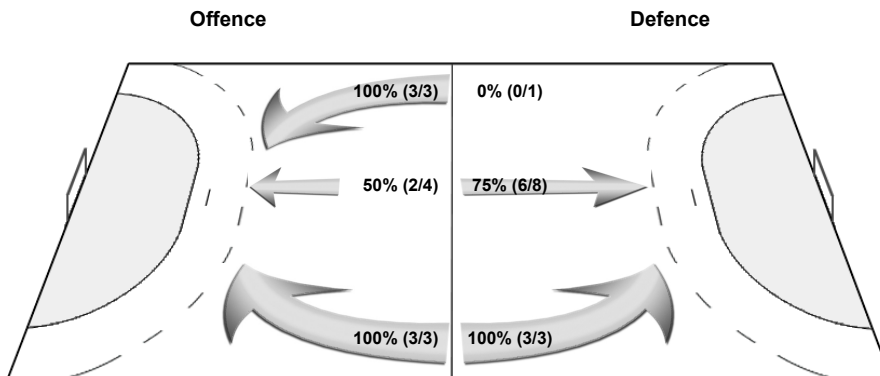 Offence Defence
100% (3/3) 0% (0/1)
50% (2/4) 75% (6/8)
100% (3/3) 100% (3/3)